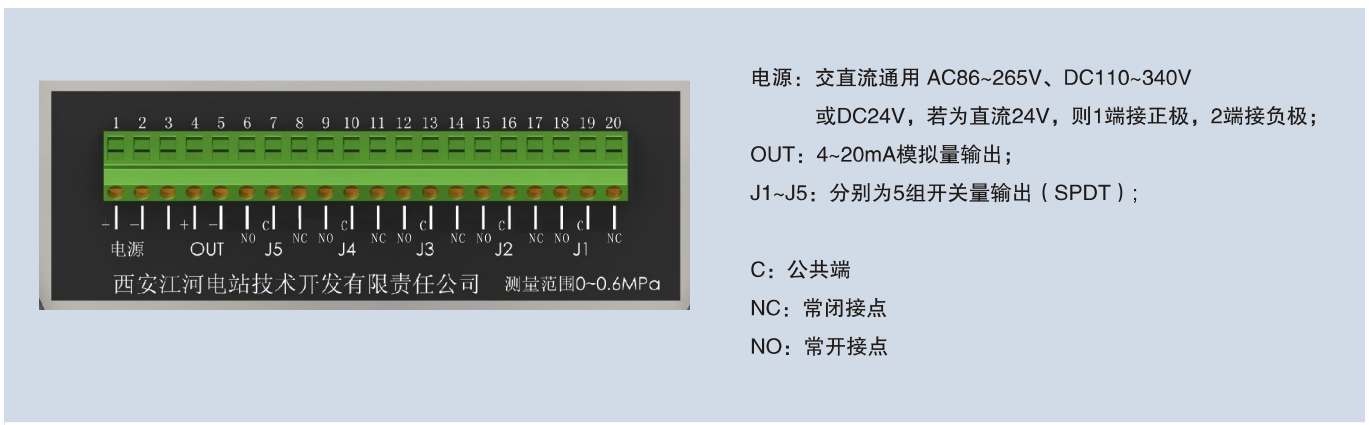 1 2 3 4 5 6 7 8 9 10 11 12 13 14 15 16 17 18 19 20
+ − + − NO C NC NO C NC NO C NC NO C NC NO C NC
电源 OUT J5 J4 J3 J2 J1
西安江河电站技术开发有限责任公司 测量范围0~0.6MPa
电源：交直流通用 AC86~265V、DC110~340V
或DC24V，若为直流24V，则1端接正极，2端接负极；
OUT：4~20mA模拟量输出；
J1~J5：分别为5组开关量输出（SPDT）;
C：公共端
NC：常闭接点
NO：常开接点